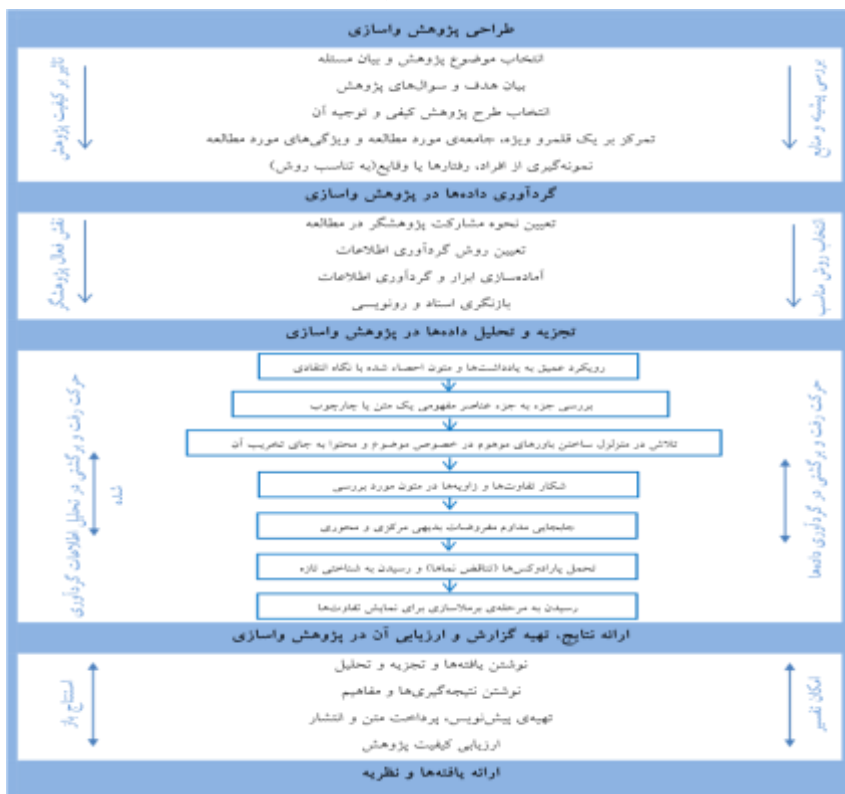 طراحی پژوهش واسازی
بررسی پیشینه و منابع
انتخاب موضوع پژوهش و بیان مسئله
بیان هدف و سوال‌های پژوهش
انتخاب طرح پژوهش کیفی و توجیه آن
تمرکز بر یک قلمرو ویژه، جامعه‌ی مورد مطالعه و ویژگی‌های مورد مطالعه
نمونه‌گیری از افراد، رفتارها یا وقایع(به تناسب روش)
تاثیر بر کیفیت پژوهش
گردآوری داده‌ها در پژوهش واسازی
انتخاب روش مناسب
تعیین نحوه مشارکت پژوهشگر در مطالعه
تعیین روش گردآوری اطلاعات
آماده‌سازی ابزار و گردآوری اطلاعات
بازنگری اسناد و رونویسی
نقش فعال پژوهشگر
تجزیه و تحلیل داده‌ها در پژوهش واسازی
حرکت رفت و برگشتی در گردآوری داده‌ها
رویکرد عمیق به یادداشت‌ها و متون احصاء شده با نگاه انتقادی
بررسی جزء به جزء عناصر مفهومی یک متن یا چارچوب
تلاش در متزلزل ساختن باورهای موهوم در خصوص موضوع و محتوا به جای تخریب آن
شکار تفاوت‌ها و زاویه‌ها در متون مورد بررسی
جابجایی مداوم مفروضات بدیهی مرکزی و محوری
تحمل پارادوکس‌ها (تناقض نماها) و رسیدن به شناختی تازه
رسیدن به مرحله‌ی برملاسازی برای نمایش تفاوت‌ها
حرکت رفت و برگشتی در تحلیل اطلاعات گردآوری
شده
ارائه نتایج، تهیه گزارش و ارزیابی آن در پژوهش واسازی
امکان تفسیر
نوشتن یافته‌ها و تجزیه و تحلیل
نوشتن نتیجه‌گیری‌ها و مفاهیم
تهیه‌ی پیش‌نویس، پرداخت متن و انتشار
ارزیابی کیفیت پژوهش
استنتاج باز
ارائه یافته‌ها و نظریه